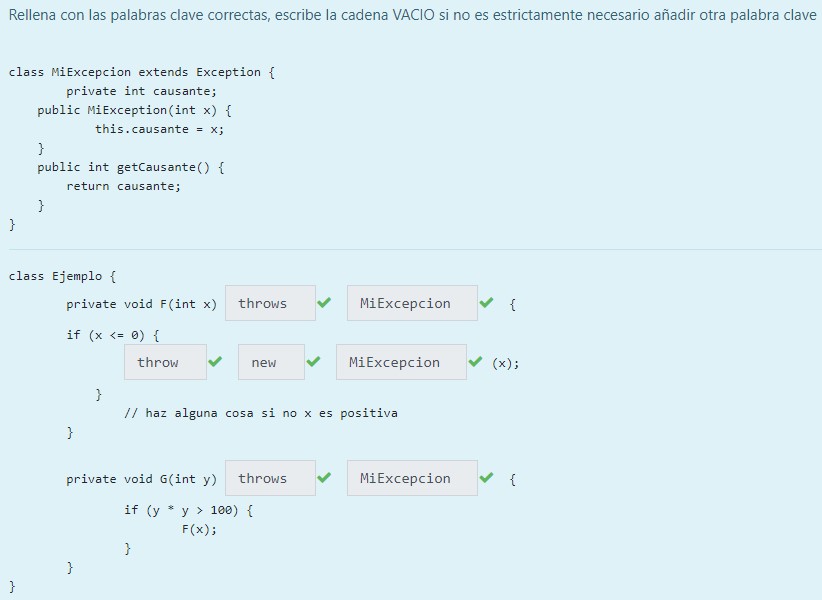 Rellena con las palabras clave correctas, escribe la cadena VACIO si no es estrictamente necesario añadir otra palabra clave
class MiExcepcion extends Exception {
private int causante;
public MiException(int x) {
this.causante = x;
}
public int getCausante() {
return causante;
}
}
class Ejemplo {
private void F(int x) throws MiExcepcion {
if (x <= 0) {
throw new MiExcepcion (x);
}
// haz alguna cosa si no x es positiva
}
private void G(int y) throws MiExcepcion {
if (y * y > 100) {
F(x);
}
}
}